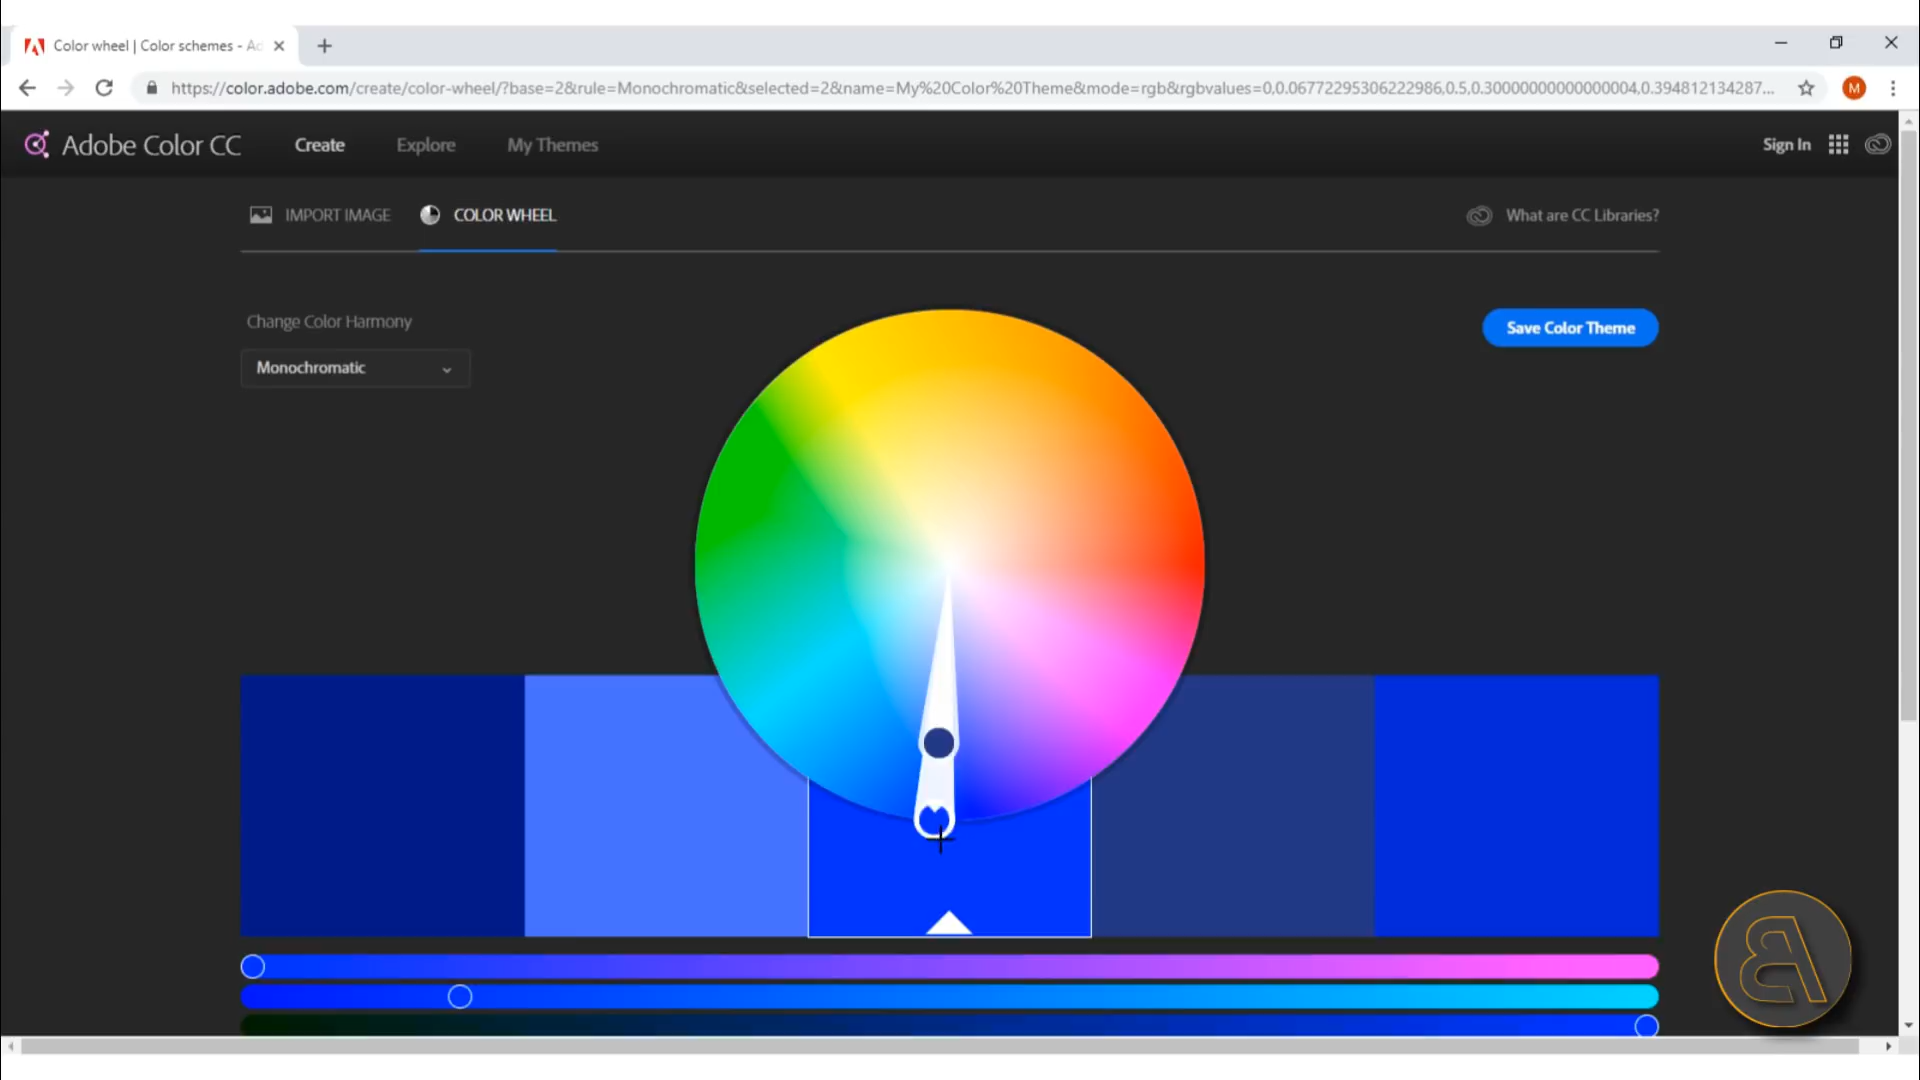 Color wheel | Color schemes - Ad
https://color.adobe.com/create/color-wheel/?base=2&rule=Monochromatic&selected=2&name=My%20Color%20Theme&mode=rgb&rgbvalues=0,0.06772295306222986,0.5,0.30000000000000004,0.394812134287...
M
Adobe Color CC
Create
Explore
My Themes
Sign In
IMPORT IMAGE
COLOR WHEEL
What are CC Libraries?
Change Color Harmony
Save Color Theme
Monochromatic